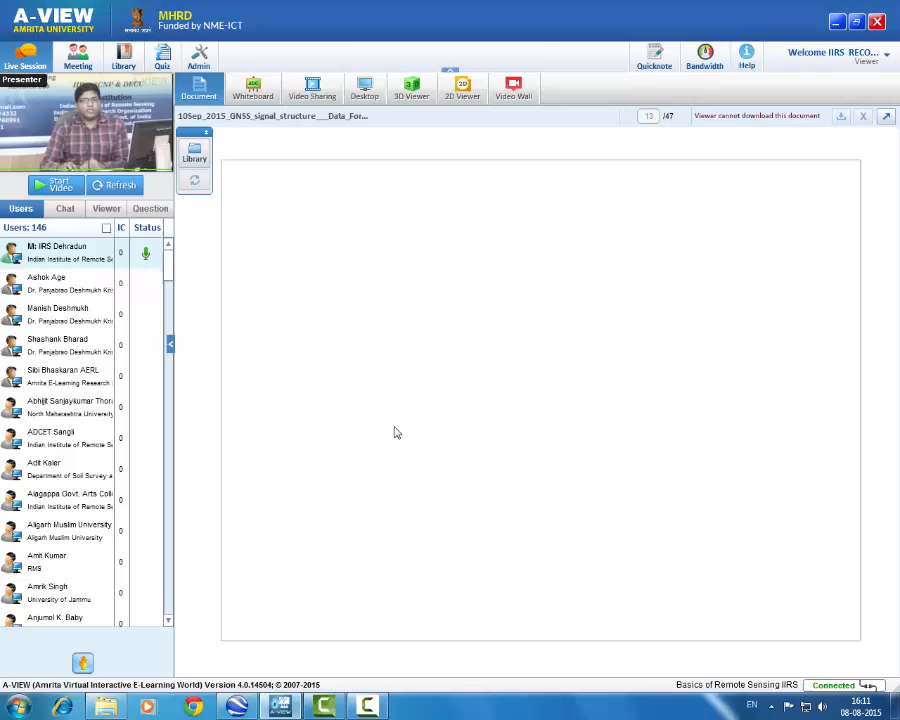 A-VIEW
AMRITA UNIVERSITY
MHRD
Funded by NME-ICT
Live Session
Meeting
Library
Quiz
Admin
Quicknote
Bandwidth
Help
Welcome IIRS RECO...
Viewer
Presenter
Document
Whiteboard
Video Sharing
Desktop
3D Viewer
2D Viewer
Video Wall
10Sep_2015_GNSS_signal_structure___Data_For...
13 /47
Viewer cannot download this document
Library
Start Video
Refresh
Users
Chat
Viewer
Question
Users: 146
IC
Status
M: IIRS Dehradun
Indian Institute of Remote Se
0
Ashok Age
Dr. Panjabrao Deshmukh Kris
0
Manish Deshmukh
Dr. Panjabrao Deshmukh Kris
0
Shashank Bharad
Dr. Panjabrao Deshmukh Kris
0
Sibi Bhaskaran AERL
Amrita E-Learning Research
0
Abhijit Sanjaykumar Thora
North Maharashtra University
0
ADCET Sangli
Indian Institute of Remote Se
0
Adit Kaler
Department of Soil Survey a
0
Alagappa Govt. Arts Coll
Indian Institute of Remote Se
0
Aligarh Muslim University
Aligarh Muslim University
0
Amit Kumar
RMS
0
Amrik Singh
University of Jammu
0
Anjumol K. Baby
0
A-VIEW (Amrita Virtual Interactive E-Learning World) Version 4.0.14504; © 2007-2015
Basics of Remote Sensing IIRS
Connected
EN
16:11
08-08-2015